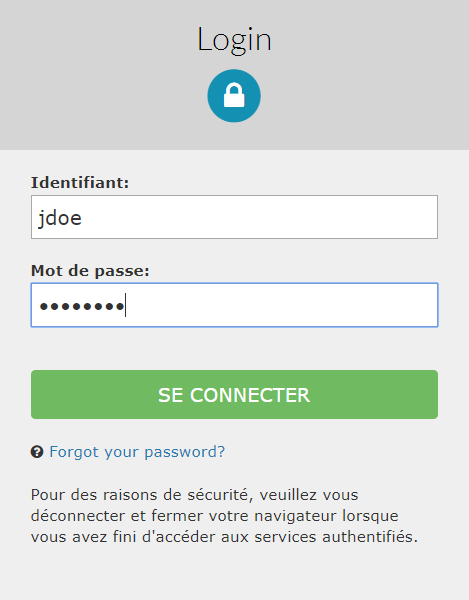 Login
Identifiant:
jdoe
Mot de passe:
••••••••
SE CONNECTER
Forgot your password?
Pour des raisons de sécurité, veuillez vous
déconnecter et fermer votre navigateur lorsque
vous avez fini d'accéder aux services authentifiés.